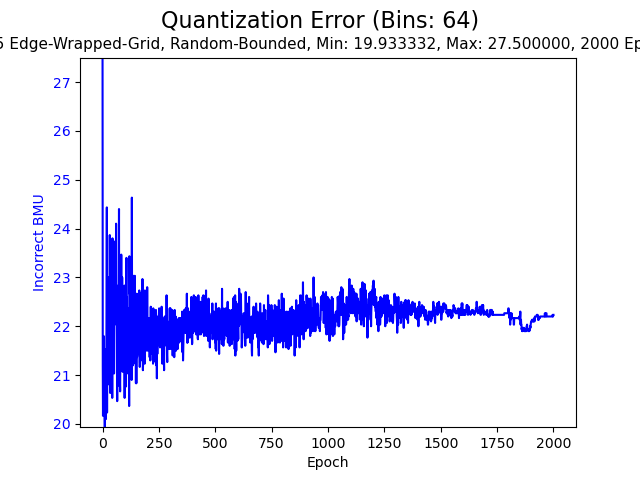 Quantization Error (Bins: 64)
Edge-Wrapped-Grid, Random-Bounded, Min: 19.933332, Max: 27.500000, 2000 Ep
27
26
25
24
23
22
21
20
Incorrect BMU
0 250 500 750 1000 1250 1500 1750 2000
Epoch